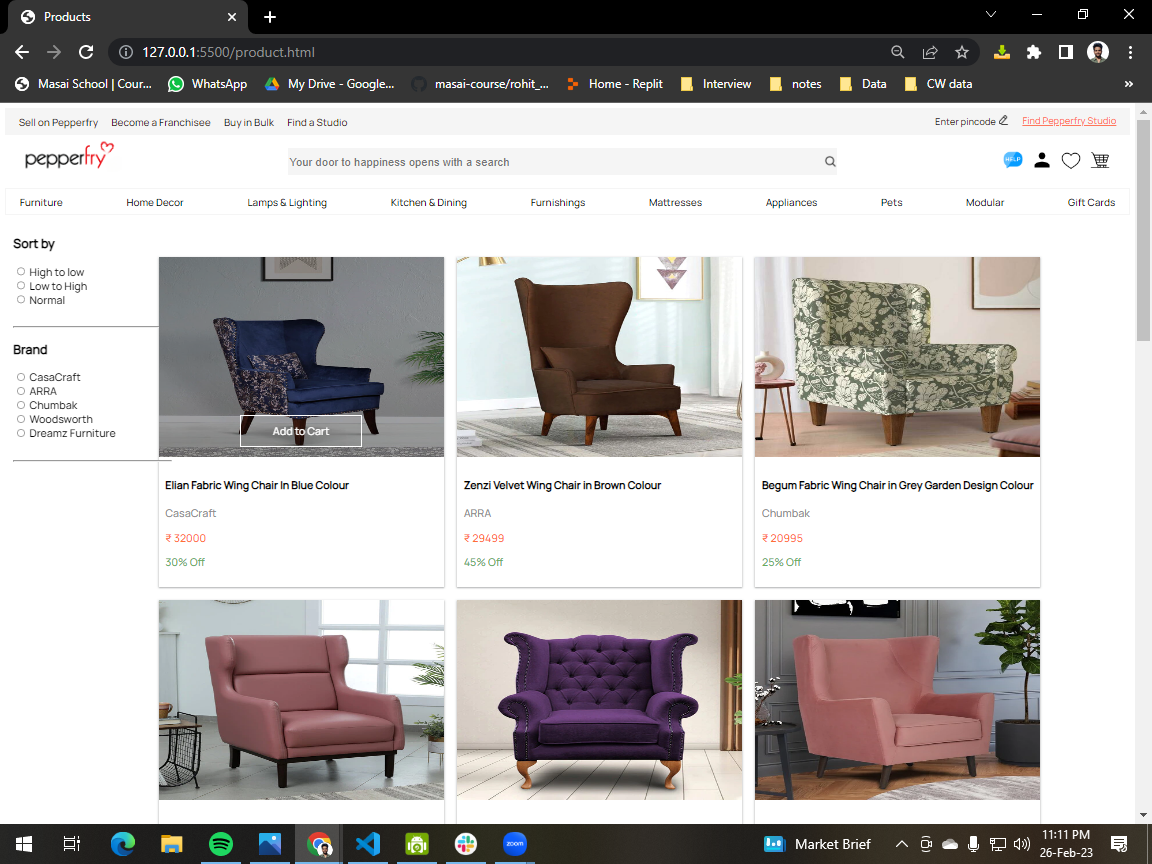 Products
127.0.0.1:5500/product.html
Masai School | Cour... WhatsApp My Drive - Google... masai-course/rohit_... Home - Replit Interview notes Data CW data »
Sell on Pepperfry Become a Franchisee Buy in Bulk Find a Studio Enter pincode Find Pepperfry Studio
pepperfry Your door to happiness opens with a search HELP
Furniture Home Decor Lamps & Lighting Kitchen & Dining Furnishings Mattresses Appliances Pets Modular Gift Cards
Sort by
High to low
Low to High
Normal
Brand
CasaCraft
ARRA
Chumbak
Woodsworth
Dreamz Furniture
Add to Cart
Elian Fabric Wing Chair In Blue Colour
CasaCraft
₹ 32000
30% Off
Zenzi Velvet Wing Chair in Brown Colour
ARRA
₹ 29499
45% Off
Begum Fabric Wing Chair in Grey Garden Design Colour
Chumbak
₹ 20995
25% Off
zoom
Market Brief
11:11 PM
26-Feb-23